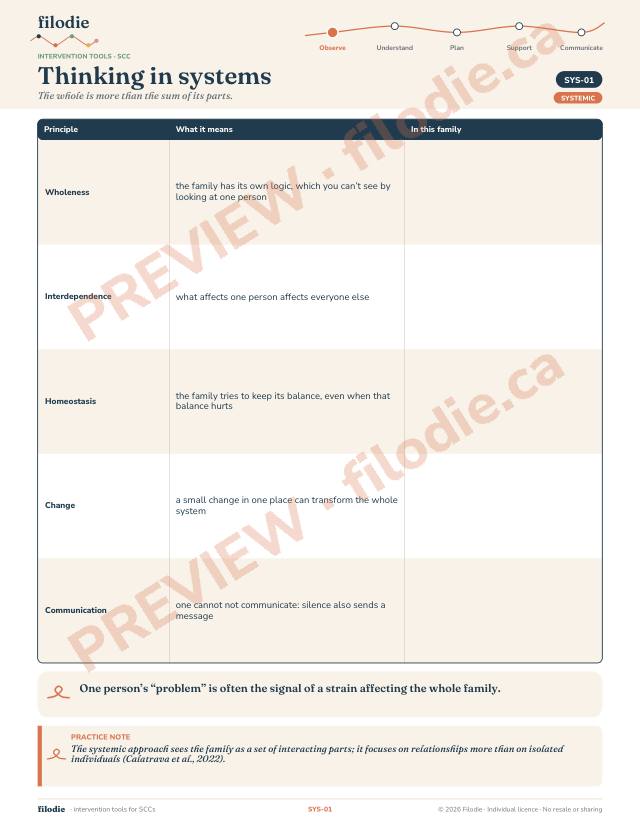 filodie
Observe
Understand
Plan
Support
Communicate
INTERVENTION TOOLS · SCC
Thinking in systems
SYS-01
The whole is more than the sum of its parts.
SYSTEMIC
Principle
What it means
In this family
Wholeness
the family has its own logic, which you can't see by
looking at one person
Interdependence
what affects one person affects everyone else
Homeostasis
the family tries to keep its balance, even when that
balance hurts
Change
a small change in one place can transform the whole
system
Communication
one cannot not communicate: silence also sends a
message
PREVIEW · filodie.ca
PREVIEW · filodie.ca
One person's “problem” is often the signal of a strain affecting the whole family.
PRACTICE NOTE
The systemic approach sees the family as a set of interacting parts; it focuses on relationships more than on isolated
individuals (Calatrava et al., 2022).
filodie · intervention tools for SCCs
SYS-01
© 2026 Filodie · Individual licence · No resale or sharing